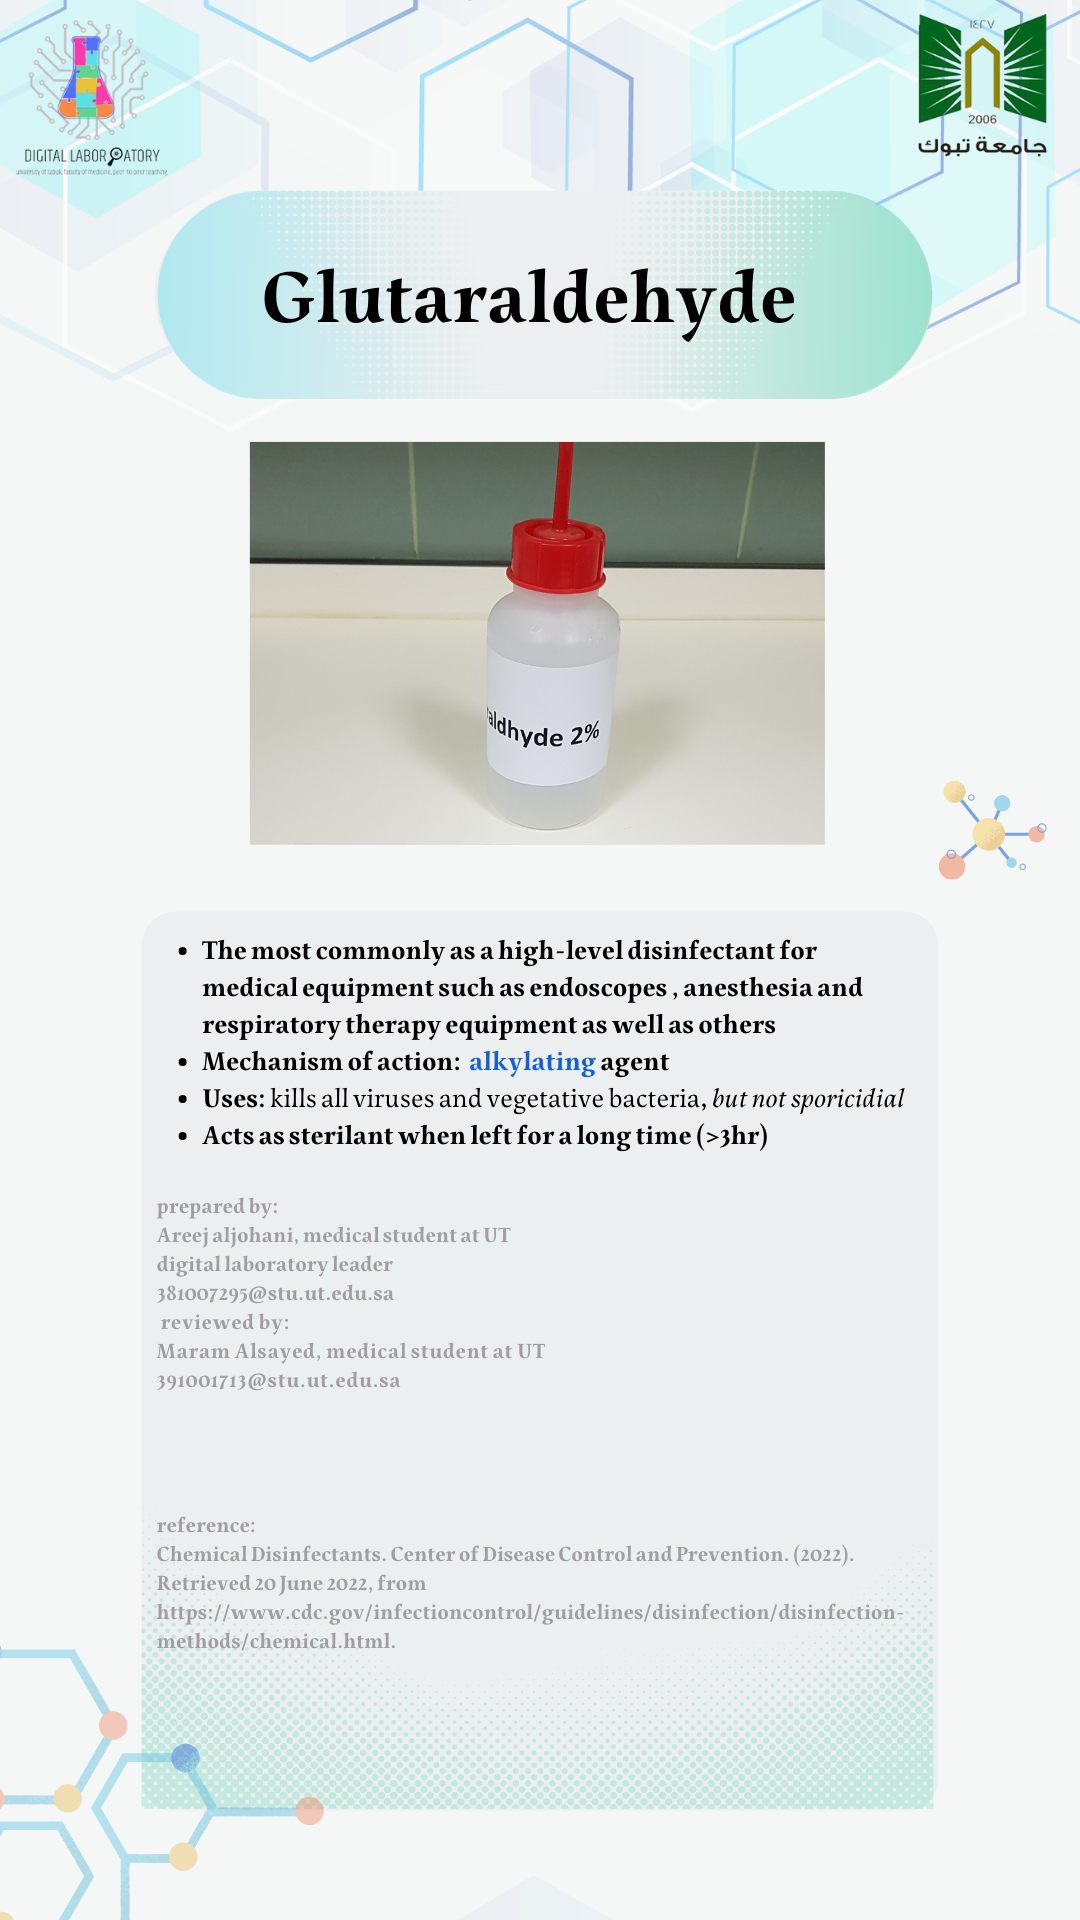 DIGITAL LABORATORY
university of tabuk, faculty of medicine, peer-to-peer teaching
١٤٢٧
2006
جامعة تبوك
Glutaraldehyde
aldhyde 2%
• The most commonly as a high-level disinfectant for
medical equipment such as endoscopes , anesthesia and
respiratory therapy equipment as well as others
• Mechanism of action: alkylating agent
• Uses: kills all viruses and vegetative bacteria, but not sporicidial
• Acts as sterilant when left for a long time (>3hr)
prepared by:
Areej aljohani, medical student at UT
digital laboratory leader
381007295@stu.ut.edu.sa
reviewed by:
Maram Alsayed, medical student at UT
391001713@stu.ut.edu.sa
reference:
Chemical Disinfectants. Center of Disease Control and Prevention. (2022).
Retrieved 20 June 2022, from
https://www.cdc.gov/infectioncontrol/guidelines/disinfection/disinfection-
methods/chemical.html.